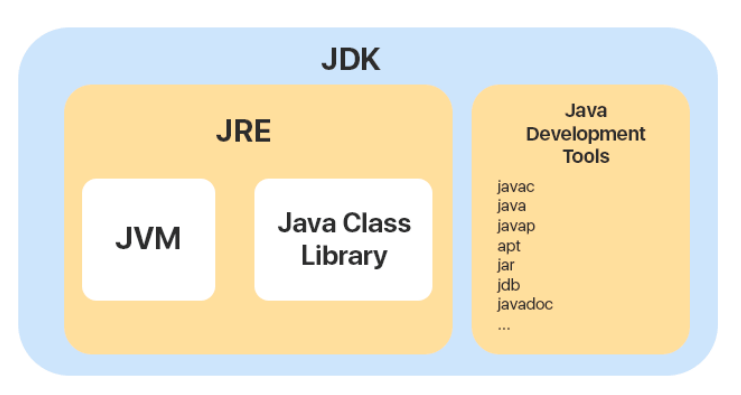 JDK
JRE
JVM
Java Class
Library
Java
Development
Tools
javac
java
javap
apt
jar
jdb
javadoc
...